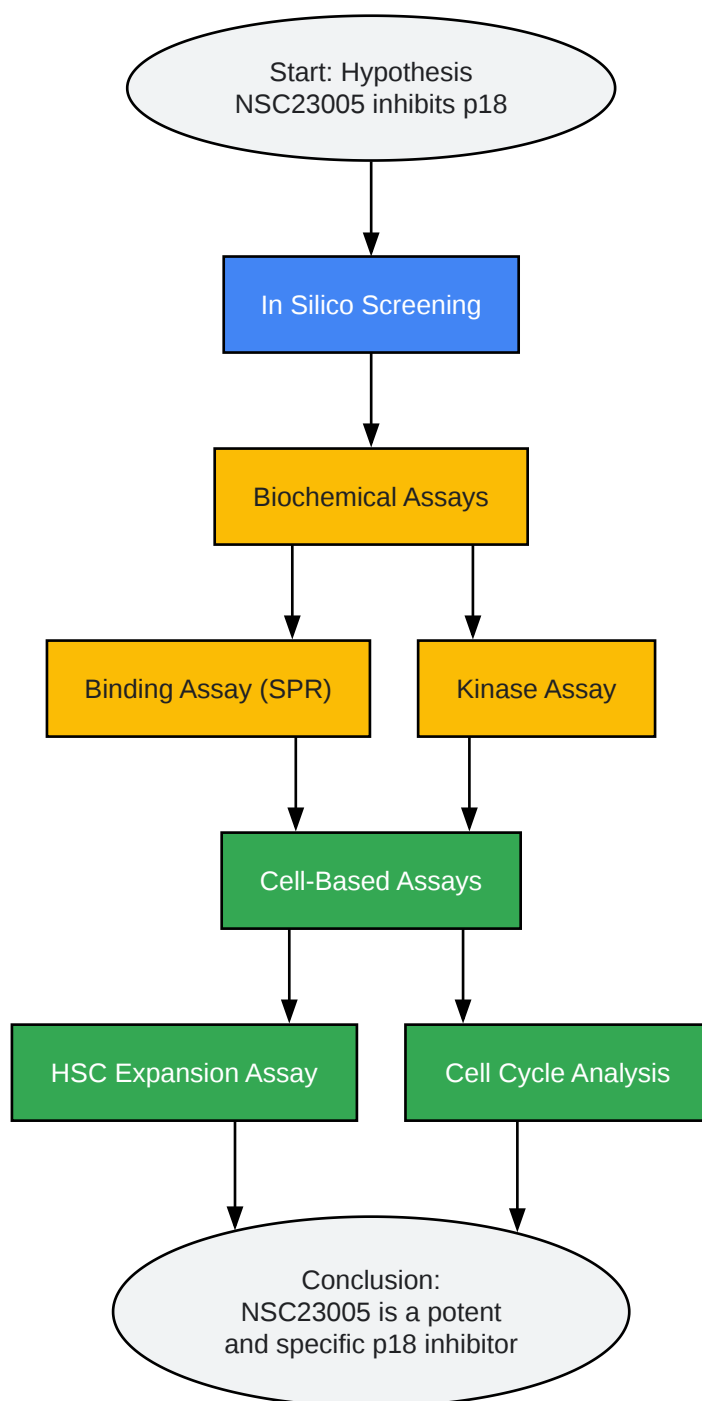 Start: Hypothesis
NSC23005 inhibits p18
In Silico Screening
Biochemical Assays
Binding Assay (SPR)
Kinase Assay
Cell-Based Assays
HSC Expansion Assay
Cell Cycle Analysis
Conclusion:
NSC23005 is a potent
and specific p18 inhibitor